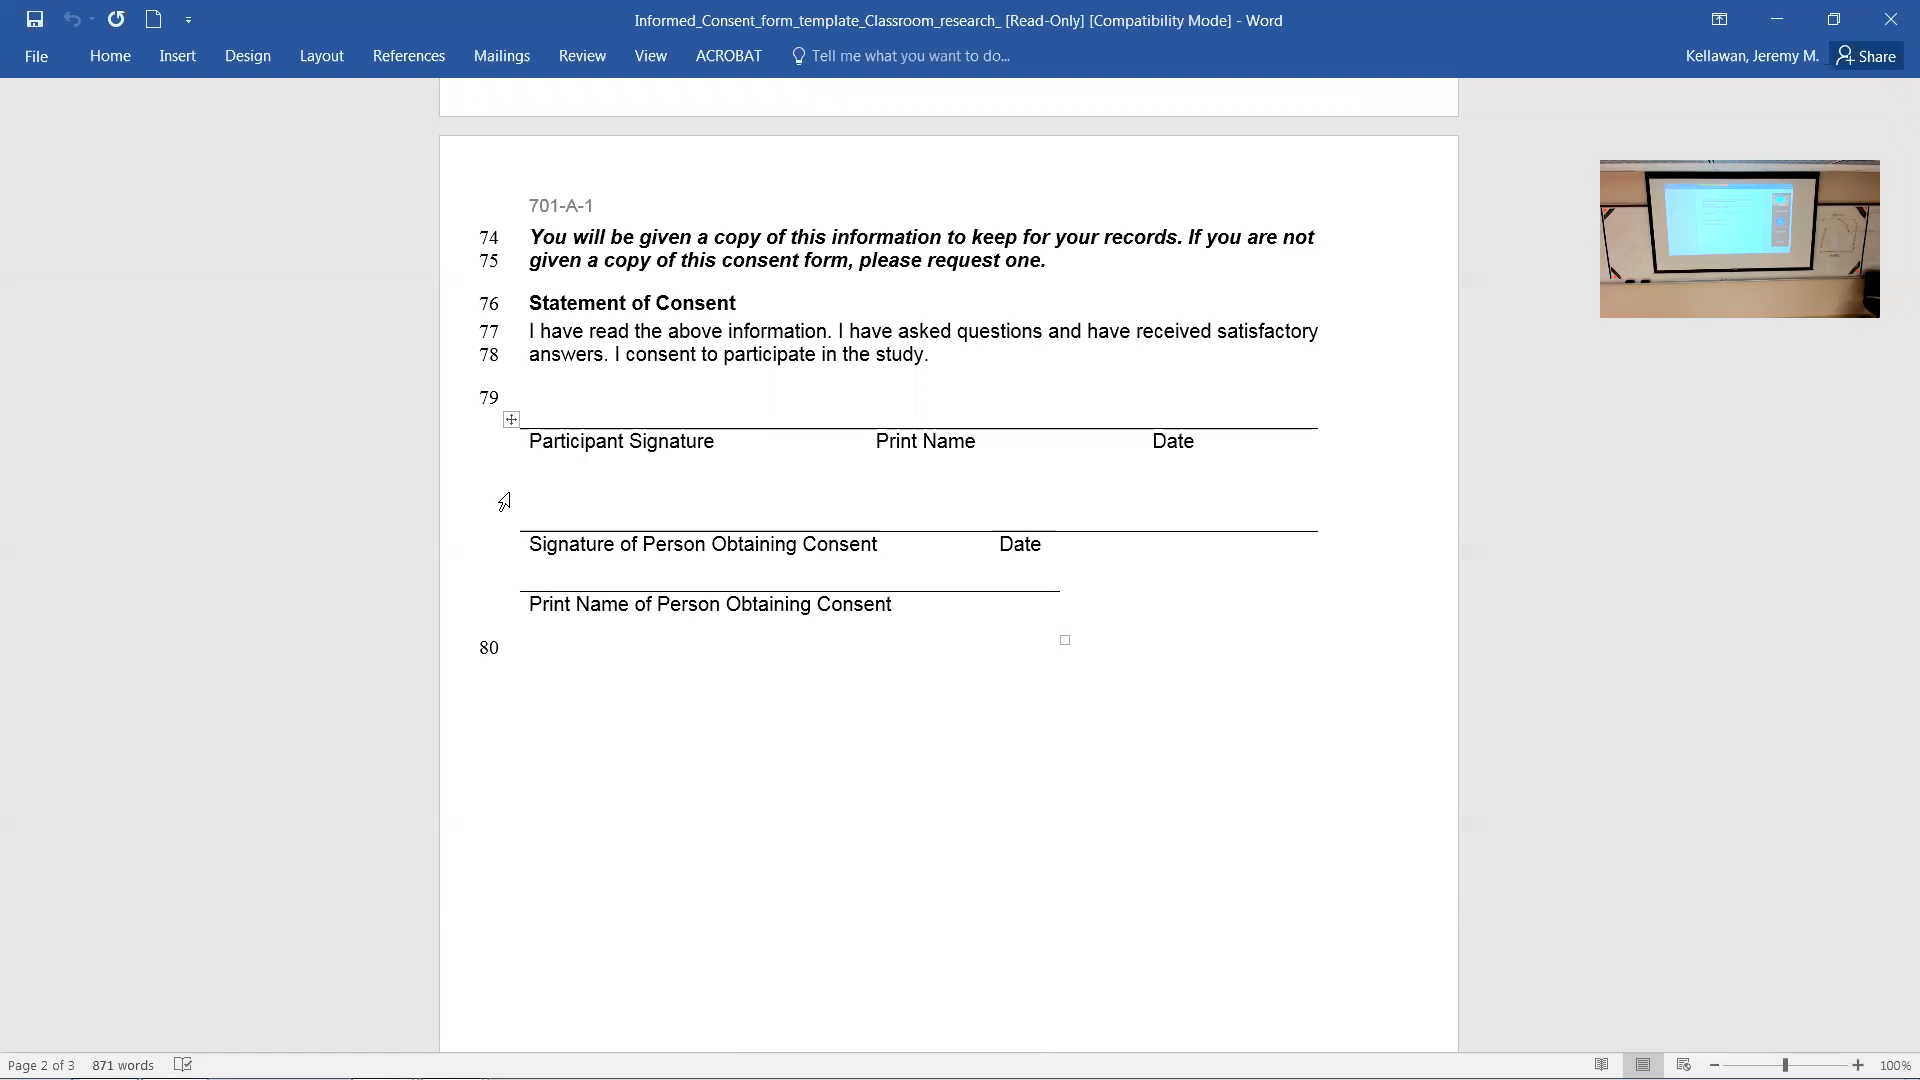 Informed_Consent_form_template_Classroom_research_ [Read-Only] [Compatibility Mode] - Word
File Home Insert Design Layout References Mailings Review View ACROBAT Tell me what you want to do... Kellawan, Jeremy M. Share
701-A-1
74 You will be given a copy of this information to keep for your records. If you are not
75 given a copy of this consent form, please request one.
76 Statement of Consent
77 I have read the above information. I have asked questions and have received satisfactory
78 answers. I consent to participate in the study.
79
Participant Signature Print Name Date
Signature of Person Obtaining Consent Date
Print Name of Person Obtaining Consent
80
Page 2 of 3 871 words 100%